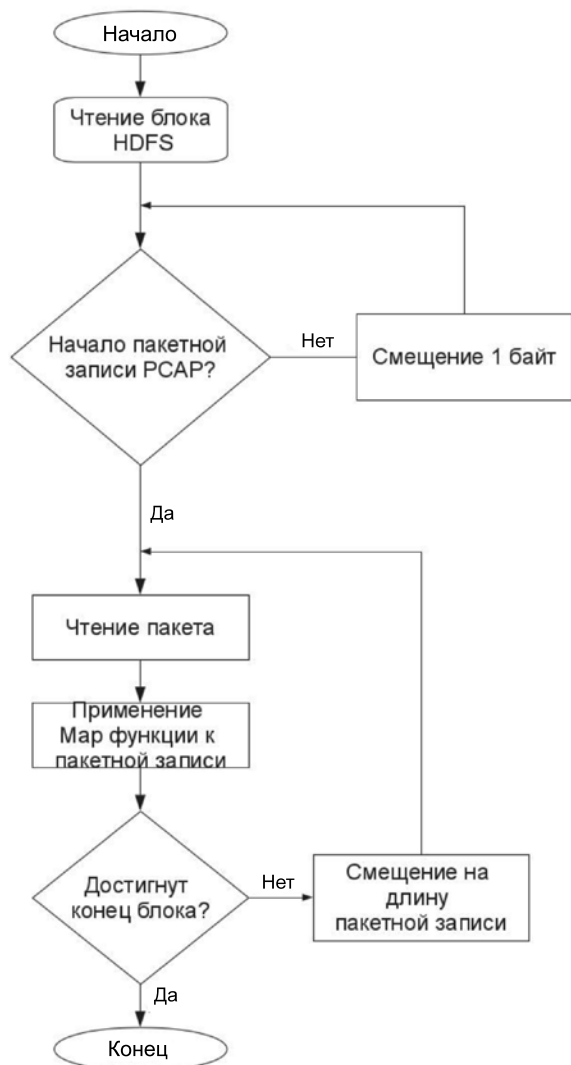 Начало
Чтение блока
HDFS
Начало пакетной
записи PCAP?
Нет
Смещение 1 байт
Да
Чтение пакета
Применение
Map функции к
пакетной записи
Достигнут
конец блока?
Нет
Смещение на
длину
пакетной записи
Да
Конец